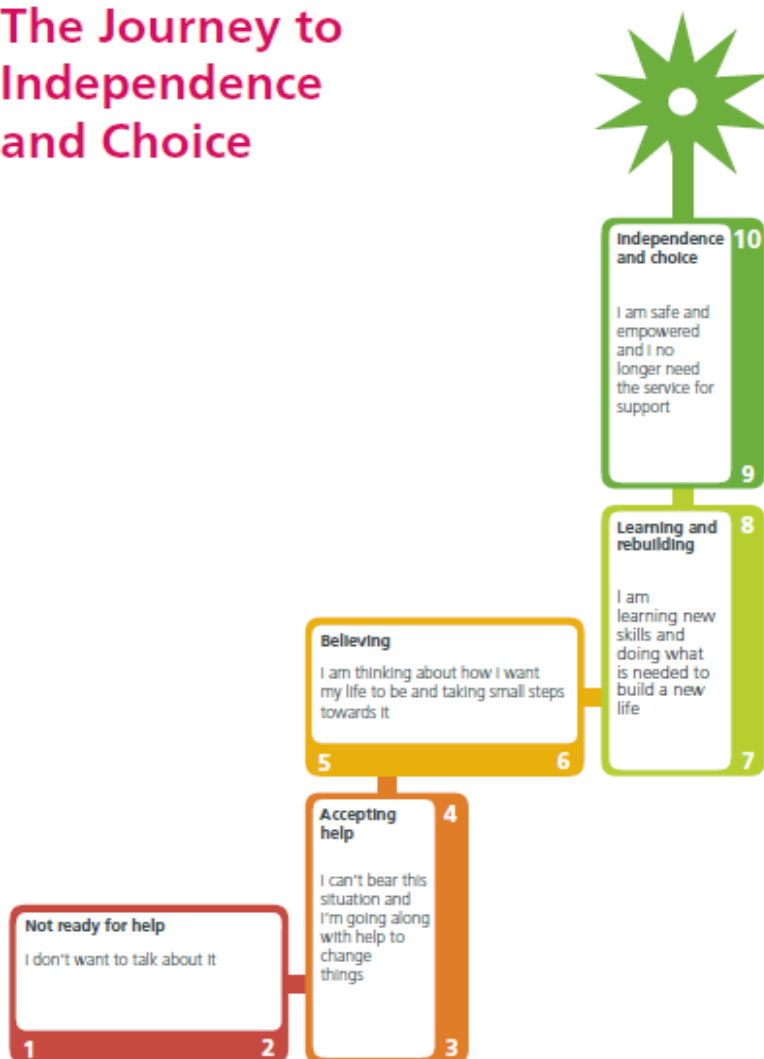 The Journey to
Independence
and Choice
Independence
and choice
10
I am safe and
empowered
and I no
longer need
the service for
support
9
Learning and
rebuilding
8
I am
learning new
skills and
doing what
is needed to
build a new
life
7
Believing
I am thinking about how I want
my life to be and taking small steps
towards it
5
6
Accepting
help
4
I can't bear this
situation and
I'm going along
with help to
change
things
3
Not ready for help
I don't want to talk about it
1
2